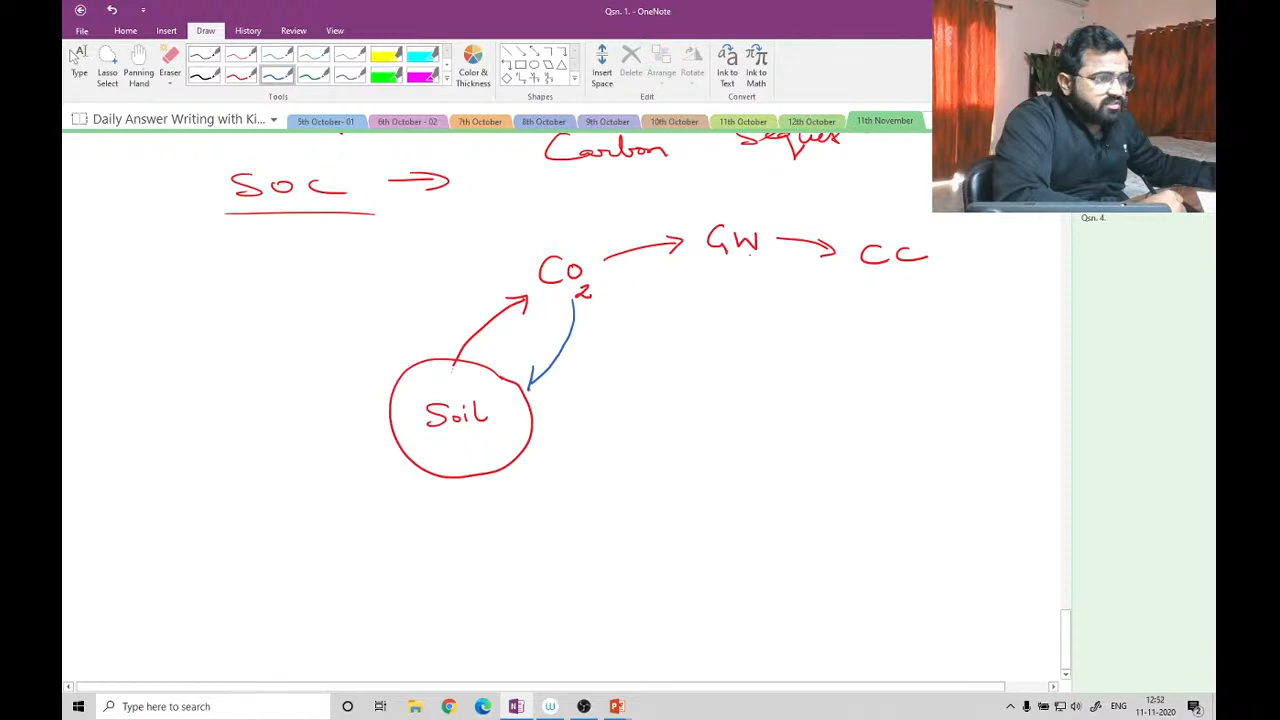 Qsn. 1. - OneNote
File Home Insert Draw History Review View
Type Lasso Select Panning Hand Eraser Color & Thickness Insert Space Delete Arrange Rotate Ink to Text Ink to Math
Tools Shapes Edit Convert
Daily Answer Writing with Ki... 5th October- 01 6th October - 02 7th October 8th October 9th October 10th October 11th October 12th October 11th November
Carbon Seques
SOC
Qsn. 4.
CO2 GW CC
Soil
Type here to search
ENG 12:52
11-11-2020
2